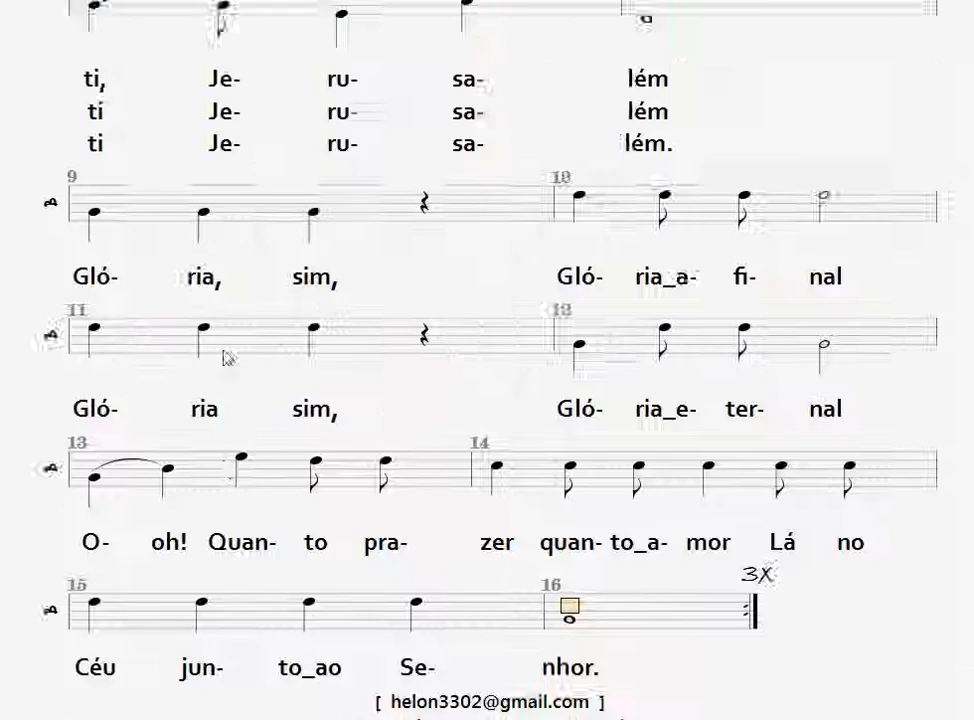 ti, Je- ru- sa- lém
ti Je- ru- sa- lém
ti Je- ru- sa- lém.
9 10
Gló- ria, sim, Gló- ria_a- fi- nal
11 12
Gló- ria sim, Gló- ria_e- ter- nal
13 14
O- oh! Quan- to pra- zer quan- to_a- mor Lá no
3X
15 16
Céu jun- to_ao Se- nhor.
[ helon3302@gmail.com ]